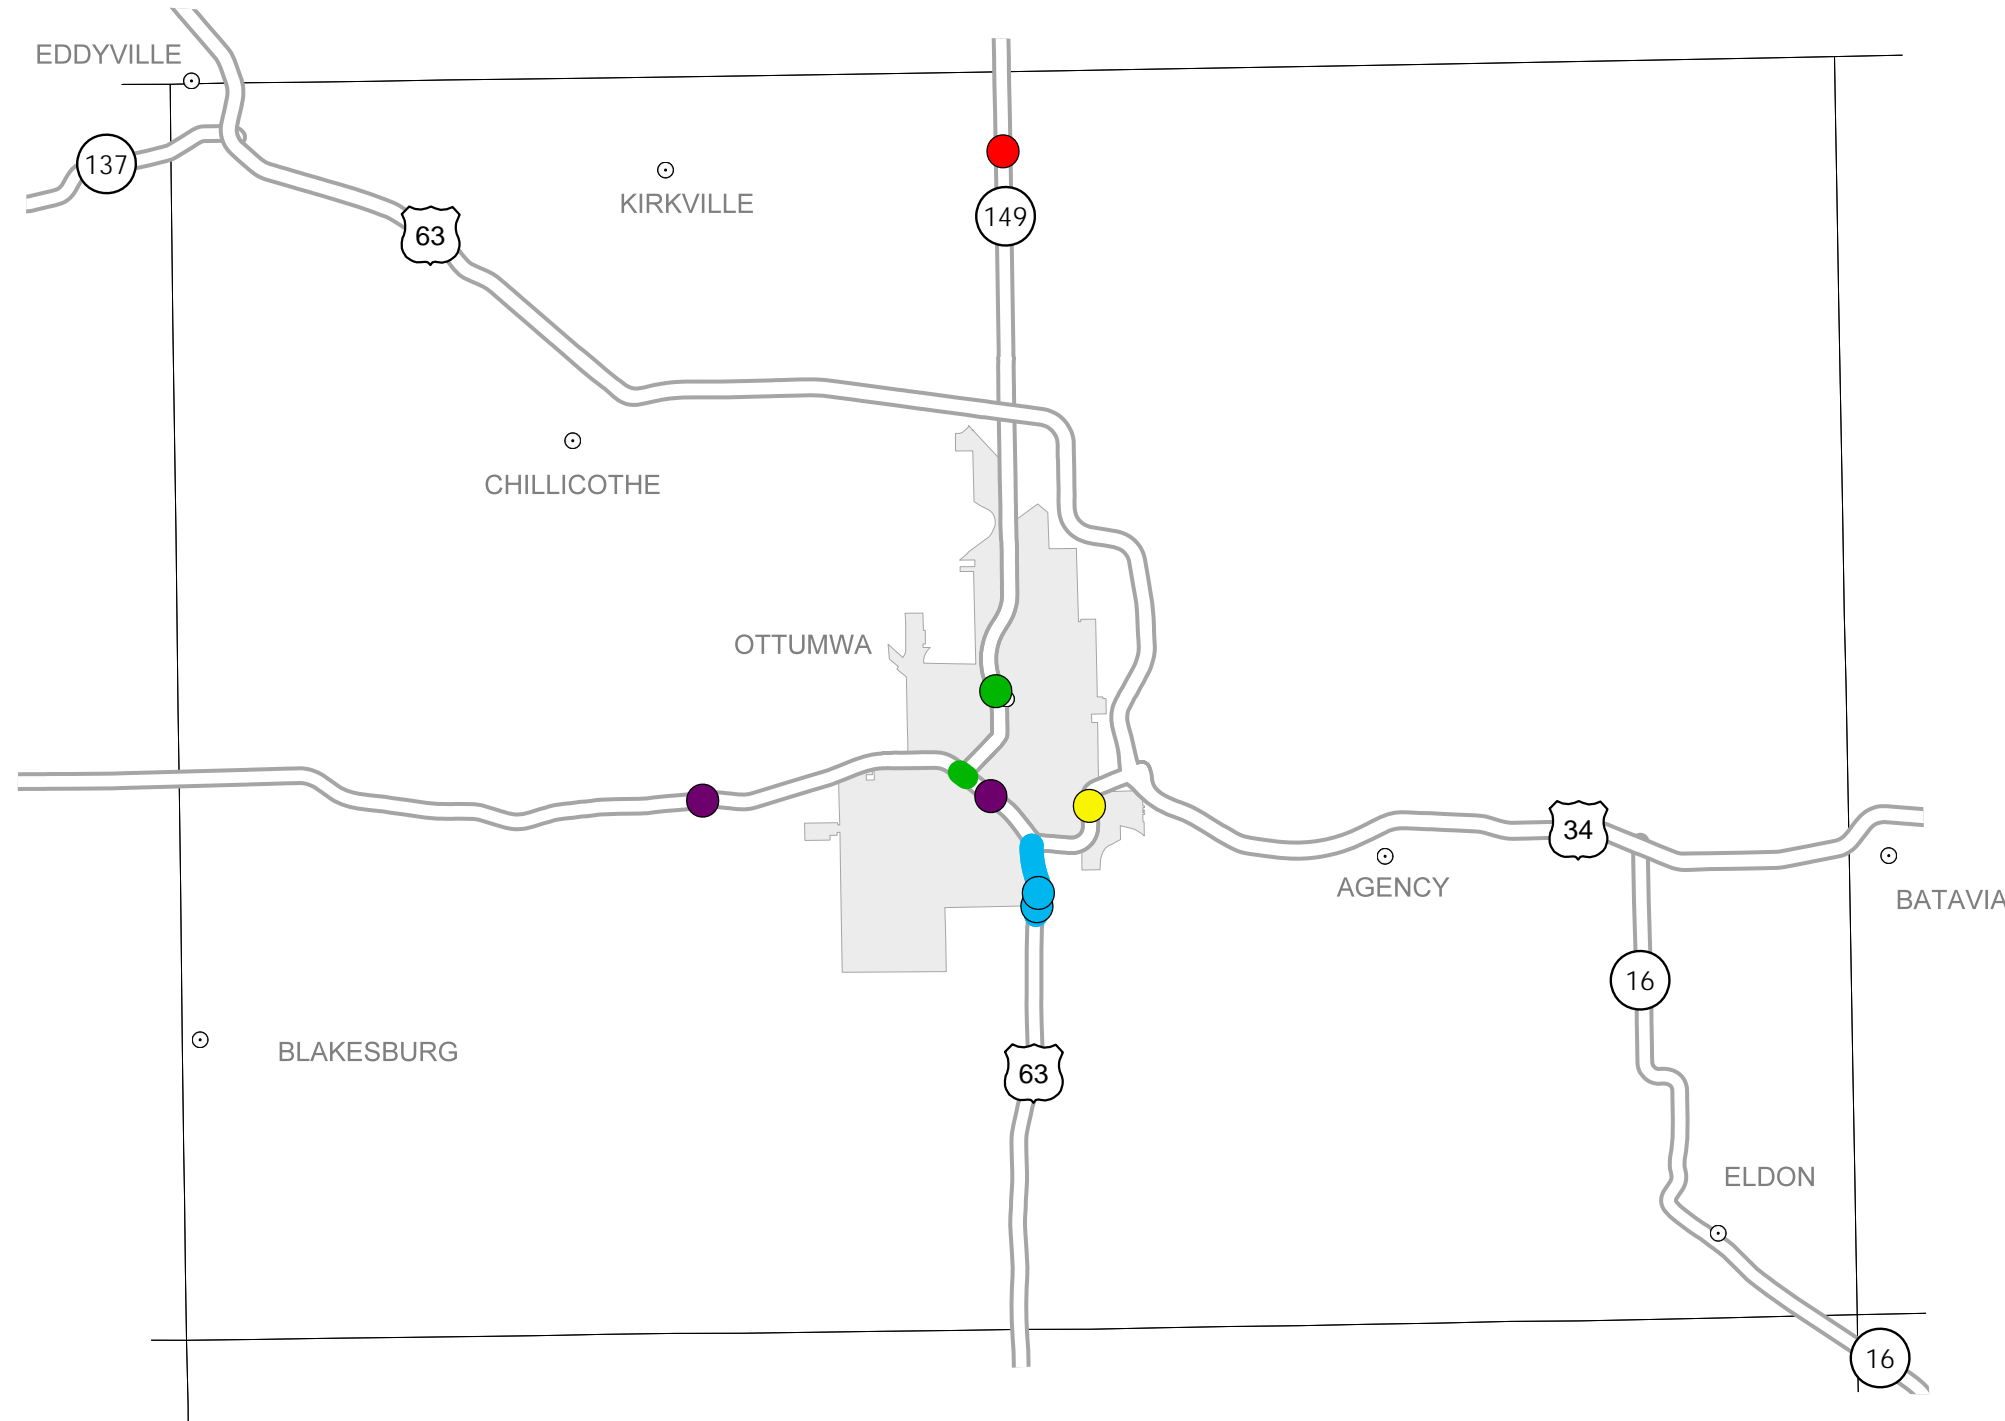 EDDYVILLE
137
KIRKVILLE
149
63
CHILLICOTHE
OTTUMWA
34
AGENCY
BATAVIA
16
BLAKESBURG
63
ELDON
16